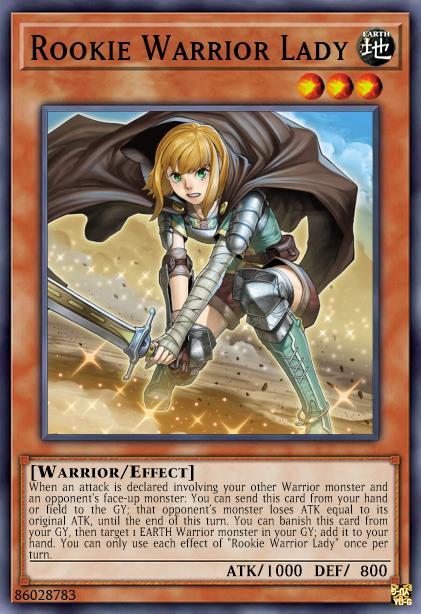 Rookie Warrior Lady
EARTH
地
[Warrior/Effect]
When an attack is declared involving your other Warrior monster and
an opponent's face-up monster: You can send this card from your hand
or field to the GY; that opponent's monster loses ATK equal to its
original ATK, until the end of this turn. You can banish this card from
your GY, then target 1 EARTH Warrior monster in your GY; add it to your
hand. You can only use each effect of "Rookie Warrior Lady" once per
turn.
ATK/1000 DEF/ 800
86028783